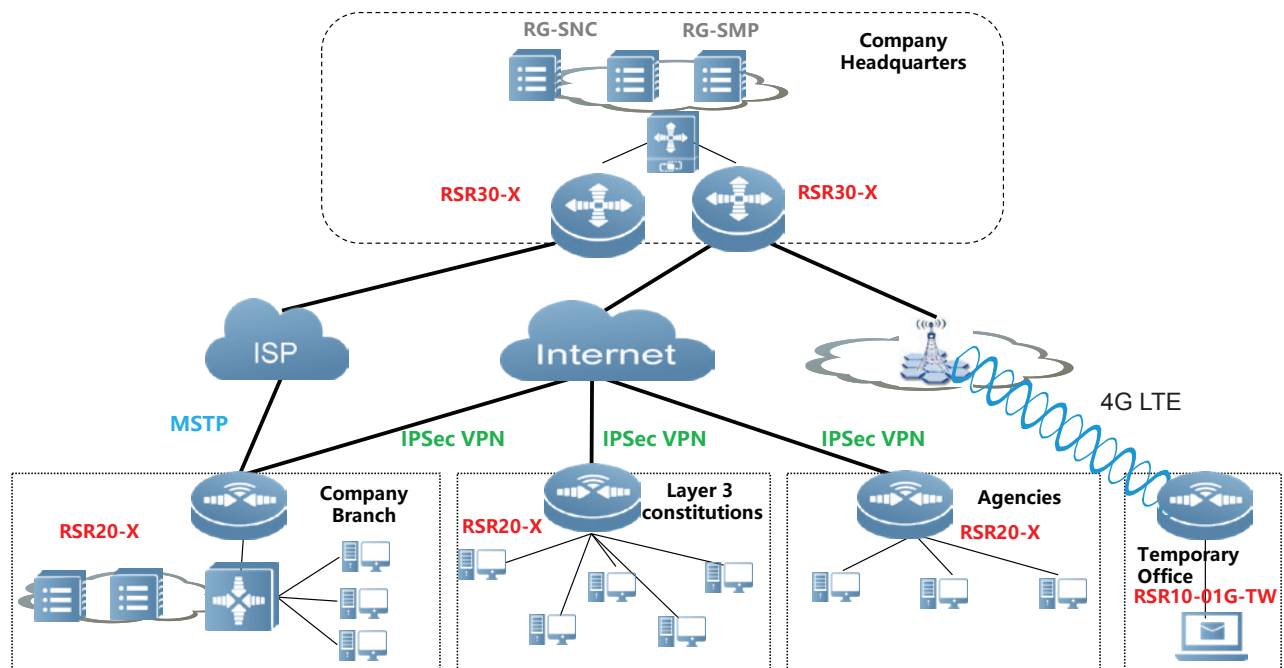 RG-SNC
RG-SMP
Company
Headquarters
RSR30-X
RSR30-X
ISP
Internet
4G LTE
MSTP
IPSec VPN
IPSec VPN
IPSec VPN
Company
Branch
Layer 3
constitutions
Agencies
RSR20-X
RSR20-X
RSR20-X
Temporary
Office
RSR10-01G-TW